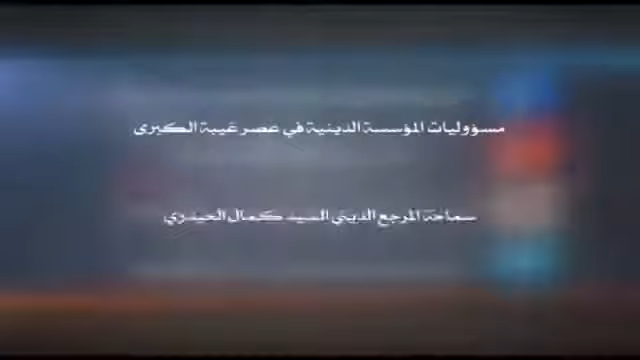 مسؤوليات المؤسسة الدينية في عصر غيبة الكبرى
سماحة المرجع الديني السيد كمال الحيدري